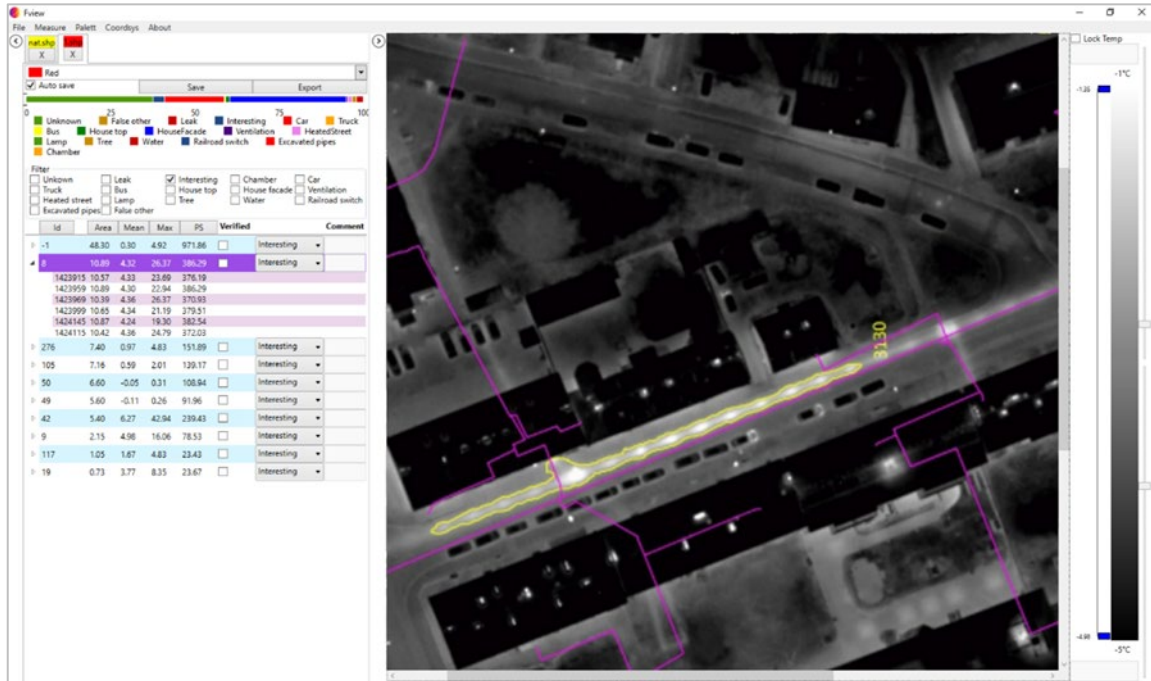 Fview
File Measure Palett Coordsys About
nat.shp
X X
Lock Temp
Red
-1°C
Auto save Save Export
0 25 50 75 100
Unknown False other Leak Interesting Car Truck
Bus House top HouseFacade Ventilation HeatedStreet
Lamp Tree Water Railroad switch Excavated pipes
Chamber
Filter
Unkown Leak Interesting Chamber Car
Truck Bus House top House facade Ventilation
Heated street Lamp Tree Water Railroad switch
Excavated pipes False other
Id Area Mean Max PS Verified Comment
-1 48.30 0.30 4.92 971.86 Interesting
8 10.89 4.32 26.37 386.29 Interesting
1423915 10.57 4.33 23.69 376.19
1423959 10.89 4.30 22.94 386.29
1423969 10.39 4.36 26.37 370.93
1423999 10.65 4.34 21.19 379.51
1424145 10.87 4.24 19.30 382.54
1424115 10.42 4.36 24.79 372.03
276 7.40 0.97 4.83 151.89 Interesting
105 7.16 0.59 2.01 139.17 Interesting
50 6.60 -0.05 0.31 108.94 Interesting
49 5.60 -0.11 0.26 91.96 Interesting
42 5.40 6.27 42.94 239.43 Interesting
9 2.15 4.98 16.06 78.53 Interesting
117 1.05 1.67 4.83 23.43 Interesting
19 0.73 3.77 8.35 23.67 Interesting
3130
-4.98
-5°C